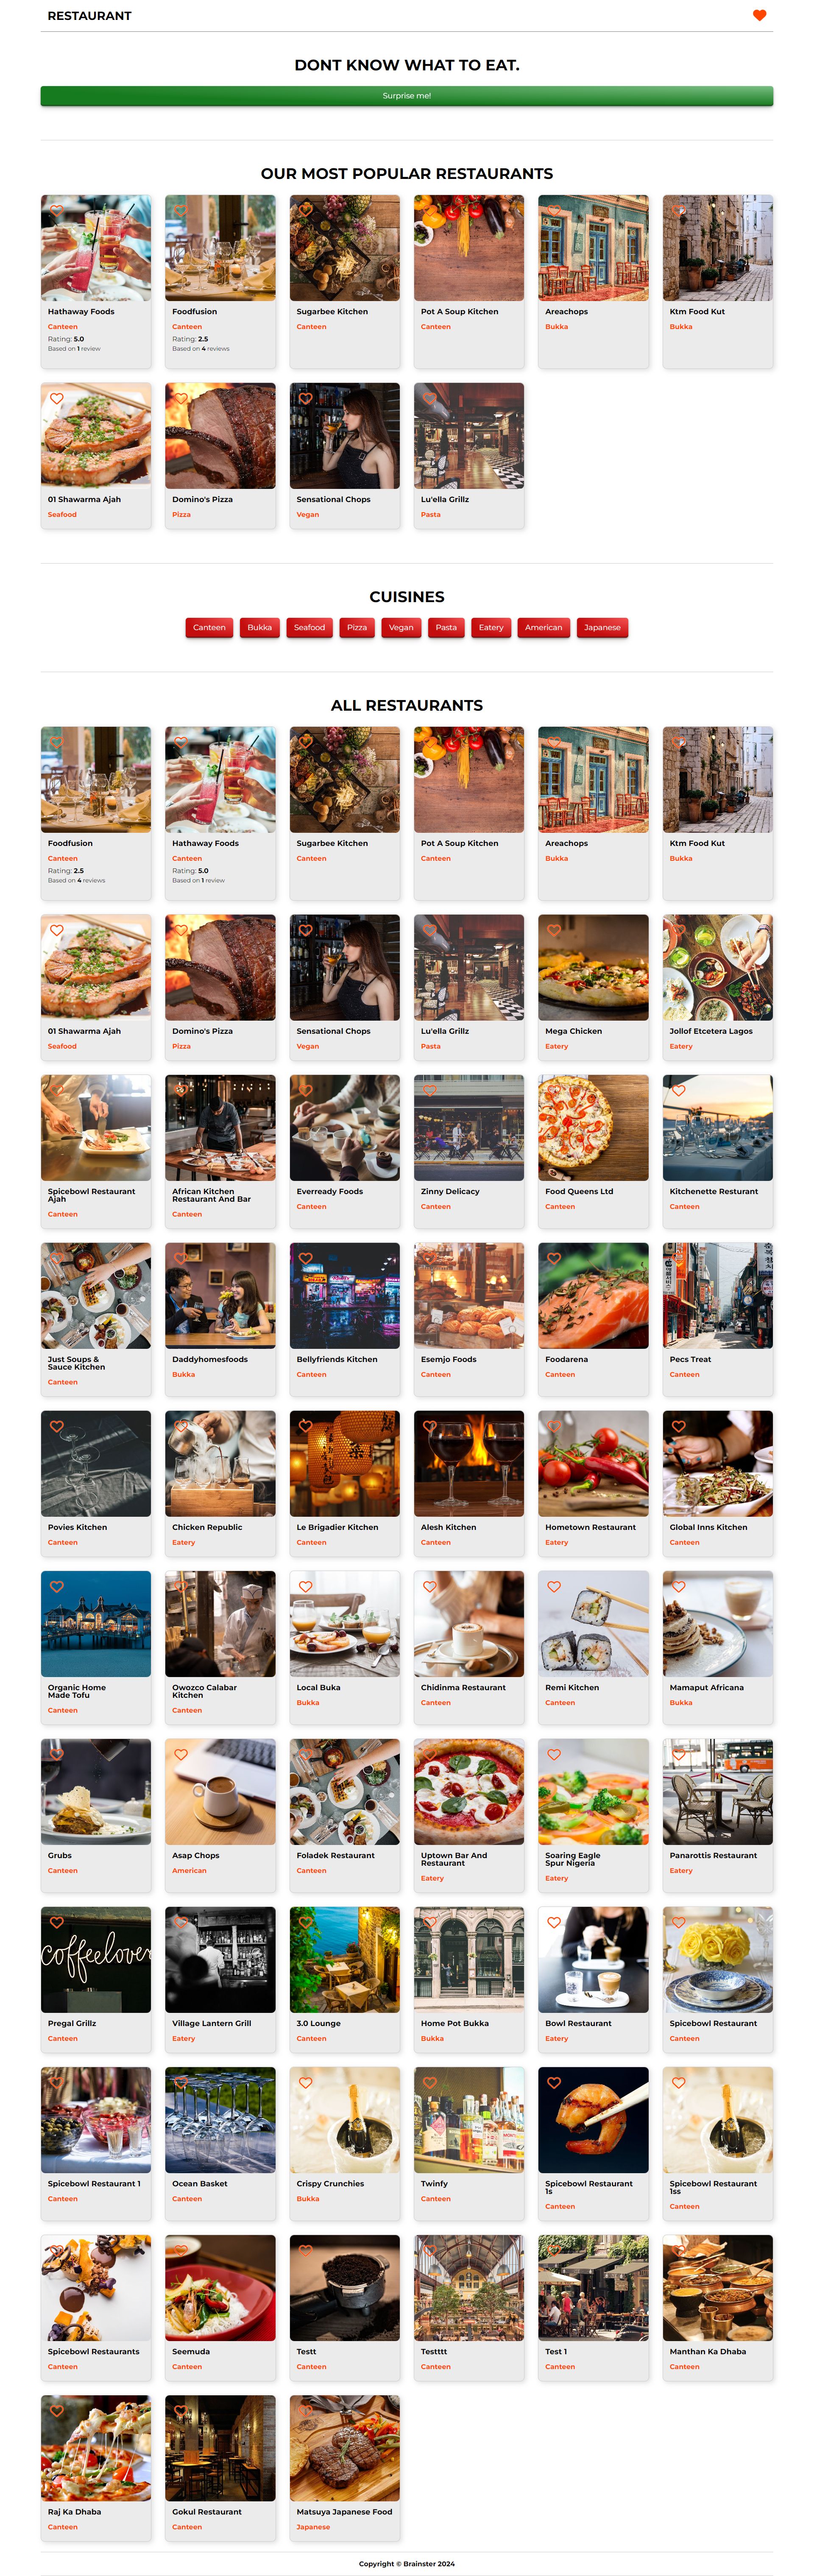 RESTAURANT
DONT KNOW WHAT TO EAT.
Surprise me!
OUR MOST POPULAR RESTAURANTS
Hathaway Foods
Canteen
Rating: 5.0
Based on 1 review
Foodfusion
Canteen
Rating: 2.5
Based on 4 reviews
Sugarbee Kitchen
Canteen
Pot A Soup Kitchen
Canteen
Areachops
Bukka
Ktm Food Kut
Bukka
01 Shawarma Ajah
Seafood
Domino's Pizza
Pizza
Sensational Chops
Vegan
Lu'ella Grillz
Pasta
CUISINES
Canteen
Bukka
Seafood
Pizza
Vegan
Pasta
Eatery
American
Japanese
ALL RESTAURANTS
Foodfusion
Canteen
Rating: 2.5
Based on 4 reviews
Hathaway Foods
Canteen
Rating: 5.0
Based on 1 review
Sugarbee Kitchen
Canteen
Pot A Soup Kitchen
Canteen
Areachops
Bukka
Ktm Food Kut
Bukka
01 Shawarma Ajah
Seafood
Domino's Pizza
Pizza
Sensational Chops
Vegan
Lu'ella Grillz
Pasta
Mega Chicken
Eatery
Jollof Etcetera Lagos
Eatery
Spicebowl Restaurant
Ajah
Canteen
African Kitchen
Restaurant And Bar
Canteen
Everready Foods
Canteen
Zinny Delicacy
Canteen
Food Queens Ltd
Canteen
Kitchenette Resturant
Canteen
Just Soups &
Sauce Kitchen
Canteen
Daddyhomesfoods
Bukka
Bellyfriends Kitchen
Canteen
Esemjo Foods
Canteen
Foodarena
Canteen
Pecs Treat
Canteen
Povies Kitchen
Canteen
Chicken Republic
Eatery
Le Brigadier Kitchen
Canteen
Alesh Kitchen
Canteen
Hometown Restaurant
Eatery
Global Inns Kitchen
Canteen
Organic Home
Made Tofu
Canteen
Owozco Calabar
Kitchen
Canteen
Local Buka
Bukka
Chidinma Restaurant
Canteen
Remi Kitchen
Canteen
Mamaput Africana
Bukka
Grubs
Canteen
Asap Chops
American
Foladek Restaurant
Canteen
Uptown Bar And
Restaurant
Eatery
Soaring Eagle
Spur Nigeria
Eatery
Panarottis Restaurant
Eatery
coffeelover
Pregal Grillz
Canteen
Village Lantern Grill
Eatery
3.0 Lounge
Canteen
Home Pot Bukka
Bukka
Bowl Restaurant
Eatery
Spicebowl Restaurant
Canteen
Spicebowl Restaurant 1
Canteen
Ocean Basket
Canteen
Crispy Crunchies
Bukka
Twinfy
Canteen
Spicebowl Restaurant
1s
Canteen
Spicebowl Restaurant
1ss
Canteen
Spicebowl Restaurants
Canteen
Seemuda
Canteen
Testt
Canteen
Testttt
Canteen
Test 1
Canteen
Manthan Ka Dhaba
Canteen
Raj Ka Dhaba
Canteen
Gokul Restaurant
Canteen
Matsuya Japanese Food
Japanese
Copyright © Brainster 2024